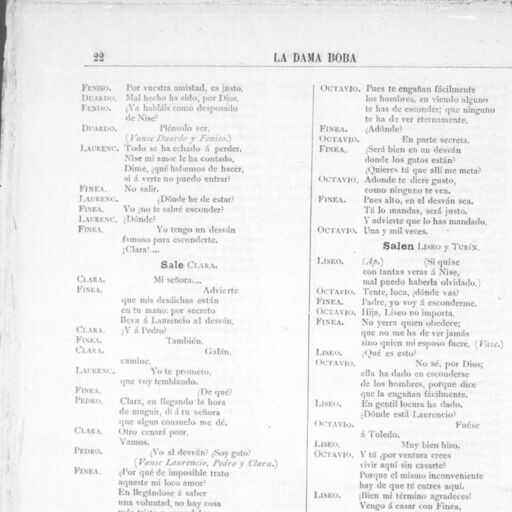 22
LA DAMA BOBA
FENISO. Por vuestra amistad, es justo.
DUARDO. Mal hecho ha sido, por Dios.
FENISO. ¿Ya habláis como desposado
de Nise?
DUARDO. Piénsolo ser.
(Vanse Duardo y Feniso.)
LAURENC. Todo se ha echado á perder.
Nise mi amor le ha contado.
Dime, ¿qué habemos de hacer,
si á verte no puedo entrar?
FINEA. No salir.
LAURENC. ¿Dónde he de estar?
FINEA. Yo ¿no te sabré esconder?
LAURENC. ¿Dónde?
FINEA. Yo tengo un desván
famoso para esconderte.
¡Clara!....
Sale CLARA.
CLARA. Mi señora....
FINEA. Advierte
que mis desdichas están
en tu mano: por secreto
lleva á Laurencio al desván.
CLARA. ¿Y á Pedro?
FINEA. También.
CLARA. Galán,
camine.
LAURENC. Yo te prometo,
que voy temblando.
FINEA. ¿De qué?
PEDRO. Clara, en llegando la hora
de muguir, dí á tu señora
que algun consuelo me dé.
CLARA. Otro cenará peor.
Vamos.
PEDRO. ¿Yo al desván? ¿Soy gato?
(Vanse Laurencio, Pedro y Clara.)
FINEA. ¿Por qué de imposible trato
aqueste mi loco amor?
En llegándose á saber
una voluntad, no hay cosa
OCTAVIO. Pues te engañan fácilmente
los hombres, en viendo alguno
te has de esconder; que ninguno
te ha de ver eternamente.
FINEA. ¿Adónde?
OCTAVIO. En parte secreta.
FINEA. ¿Será bien en un desván
donde los gatos están?
¿Quieres tú que allí me meta?
OCTAVIO. Adonde te diere gusto,
como ninguno te vea.
FINEA. Pues alto, en el desván sea.
Tú lo mandas, será justo.
Y advierte que lo has mandado.
OCTAVIO. Una y mil veces.
Salen LISEO y TURÍN.
LISEO. (Ap.) (Si quise
con tantas veras á Nise,
mal puedo haberla olvidado.)
OCTAVIO. Tente, loca, ¿dónde vas?
FINEA. Padre, yo voy á esconderme.
OCTAVIO. Hija, Liseo no importa.
FINEA. No yerra quien obedece;
que no me ha de ver jamás
sino quien mi esposo fuere. (Vase.)
LISEO. ¿Qué es esto?
OCTAVIO. No sé, por Dios;
ella ha dado en esconderse
de los hombres, porque dice
que la engañan fácilmente.
LISEO. En gentil locura ha dado.
¿Dónde está Laurencio?
OCTAVIO. Fuése
á Toledo.
LISEO. Muy bien hizo.
OCTAVIO. Y tú ¿por ventura crees
vivir aquí sin casarte?
Porque el mismo inconveniente
hay de que tú entres aquí.
LISEO. ¡Bien mi término agradeces!
Vengo á casar con Finea,